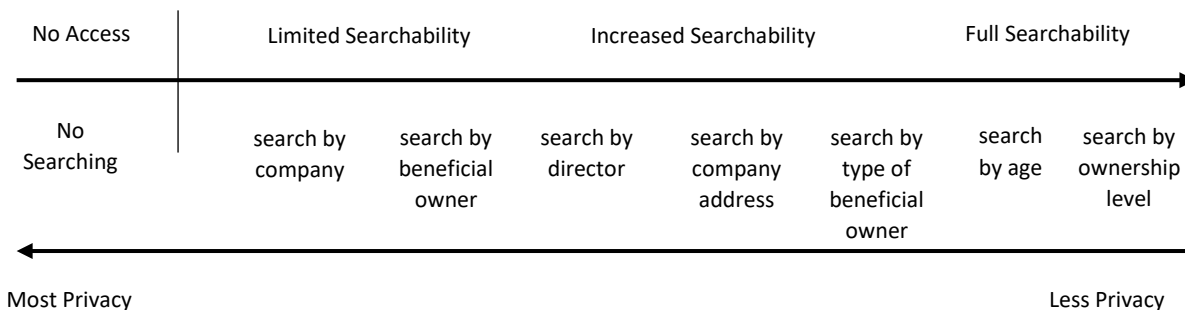 No Access
Limited Searchability
Increased Searchability
Full Searchability
No
Searching
search by
company
search by
beneficial
owner
search by
director
search by
company
address
search by
type of
beneficial
owner
search
by age
search by
ownership
level
Most Privacy
Less Privacy